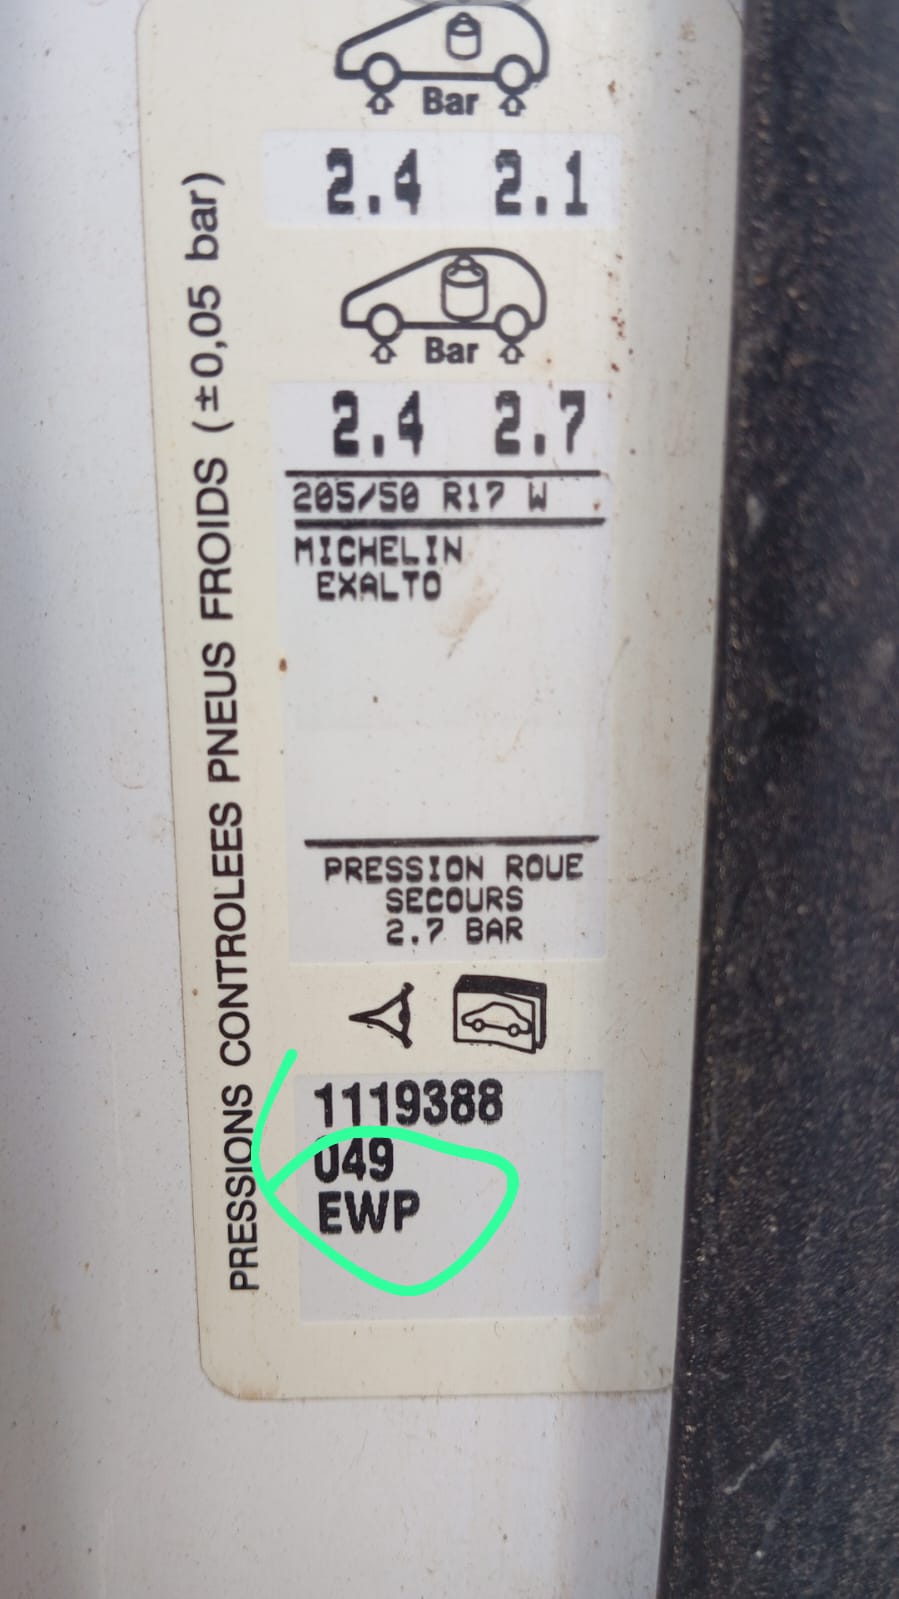 Bar
2.4 2.1
Bar
2.4 2.7
205/50 R17 W
MICHELIN
EXALTO
PRESSION ROUE
SECOURS
2.7 BAR
1119388
049
EWP
PRESSIONS CONTROLEES PNEUS FROIDS (±0,05 bar)